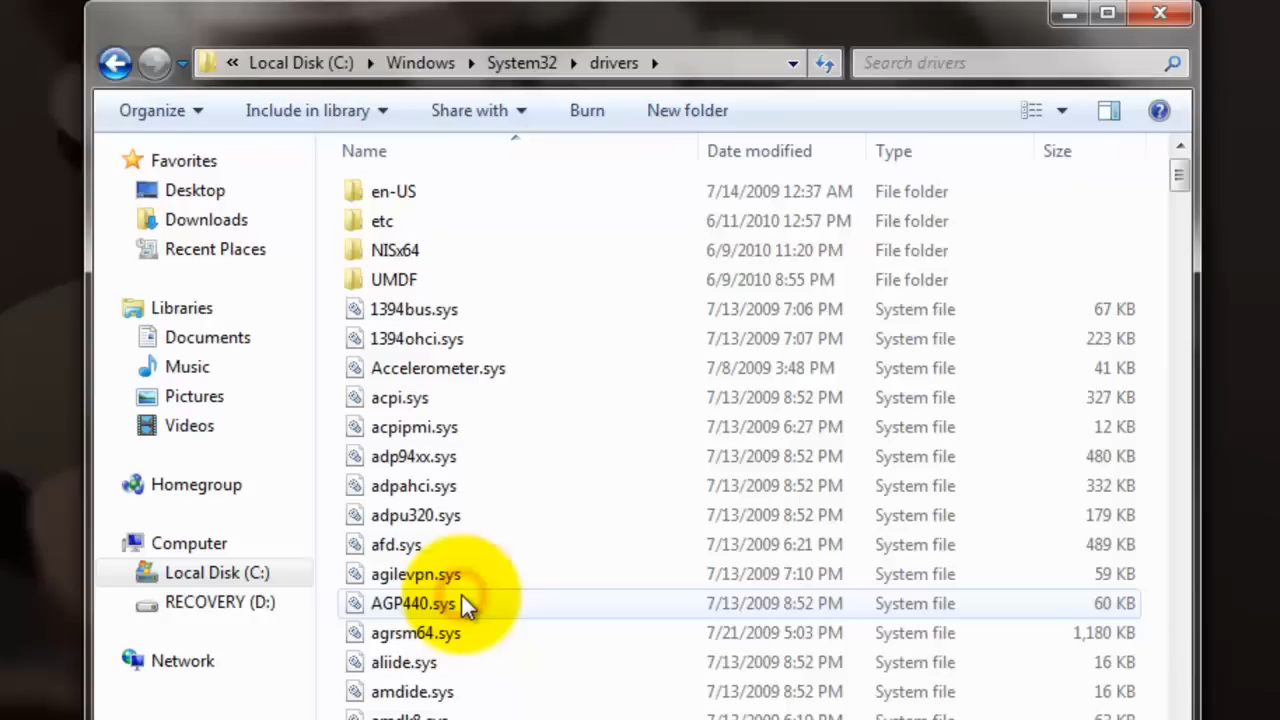 « Local Disk (C:) Windows System32 drivers Search drivers
Organize Include in library Share with Burn New folder
Name Date modified Type Size
Favorites
Desktop
Downloads
Recent Places
Libraries
Documents
Music
Pictures
Videos
Homegroup
Computer
Local Disk (C:)
RECOVERY (D:)
Network
en-US 7/14/2009 12:37 AM File folder
etc 6/11/2010 12:57 PM File folder
NISx64 6/9/2010 11:20 PM File folder
UMDF 6/9/2010 8:55 PM File folder
1394bus.sys 7/13/2009 7:06 PM System file 67 KB
1394ohci.sys 7/13/2009 7:07 PM System file 223 KB
Accelerometer.sys 7/8/2009 3:48 PM System file 41 KB
acpi.sys 7/13/2009 8:52 PM System file 327 KB
acpipmi.sys 7/13/2009 6:27 PM System file 12 KB
adp94xx.sys 7/13/2009 8:52 PM System file 480 KB
adpahci.sys 7/13/2009 8:52 PM System file 332 KB
adpu320.sys 7/13/2009 8:52 PM System file 179 KB
afd.sys 7/13/2009 6:21 PM System file 489 KB
agilevpn.sys 7/13/2009 7:10 PM System file 59 KB
AGP440.sys 7/13/2009 8:52 PM System file 60 KB
agrsm64.sys 7/21/2009 5:03 PM System file 1,180 KB
aliide.sys 7/13/2009 8:52 PM System file 16 KB
amdide.sys 7/13/2009 8:52 PM System file 16 KB